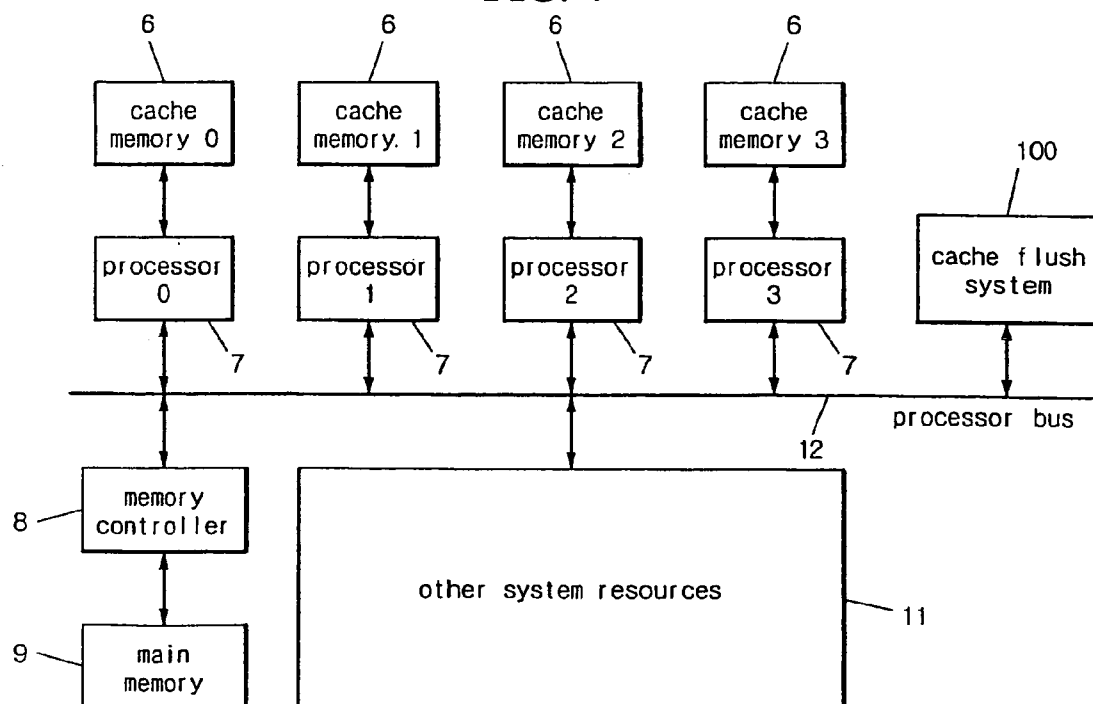 6 6 6 6
cache cache cache cache
memory 0 memory. 1 memory 2 memory 3
100
processor processor processor processor
0 1 2 3
cache flush
system
7 7 7 7
12
processor bus
memory
controller
8
other system resources
11
main
memory
9